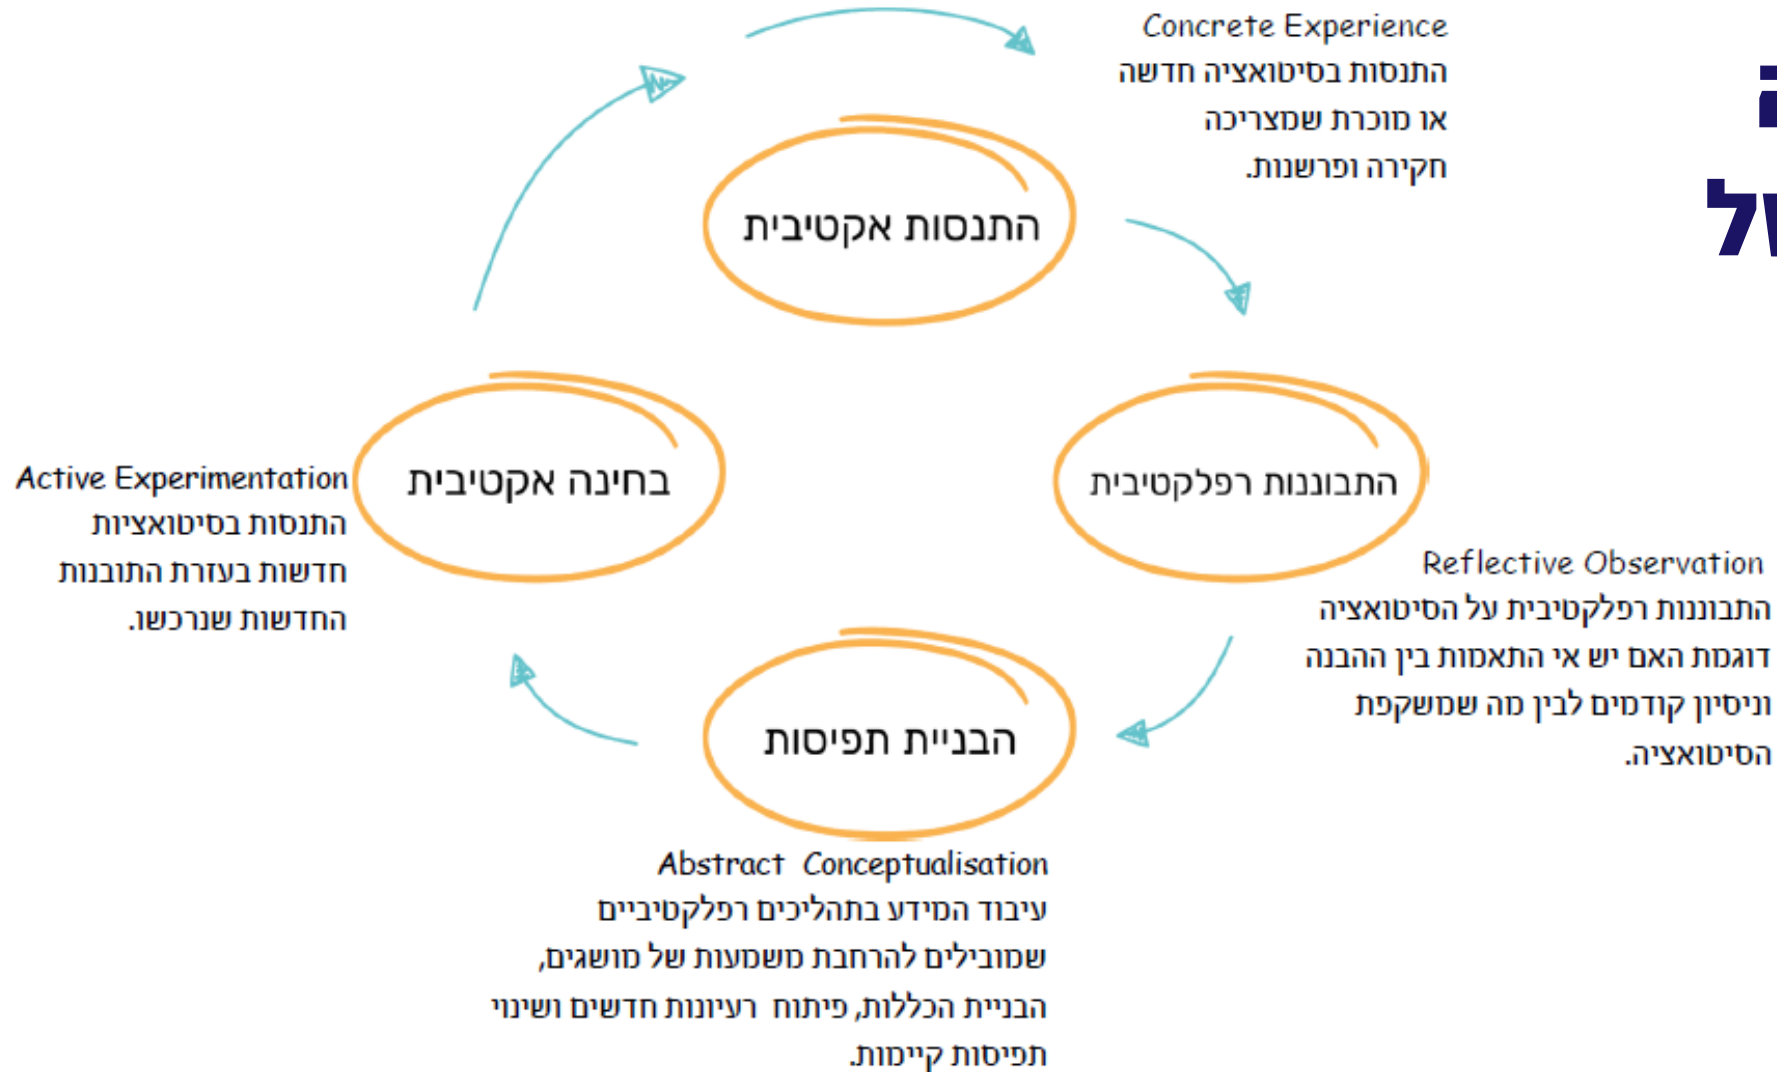 Concrete Experience
התנסות בסיטואציה חדשה
או מוכרת שמצריכה
חקירה ופרשנות.
של
התנסות אקטיבית
התבוננות רפלקטיבית
Reflective Observation
התבוננות רפלקטיבית על הסיטואציה
דוגמת האם יש אי התאמות בין ההבנה
וניסיון קודמים לבין מה שמשקפת
הסיטואציה.
הבניית תפיסות
Abstract Conceptualisation
עיבוד המידע בתהליכים רפלקטיביים
שמובילים להרחבת משמעות של מושגים,
הבניית הכללות, פיתוח רעיונות חדשים ושינוי
תפיסות קיימות.
בחינה אקטיבית
Active Experimentation
התנסות בסיטואציות
חדשות בעזרת התובנות
החדשות שנרכשו.